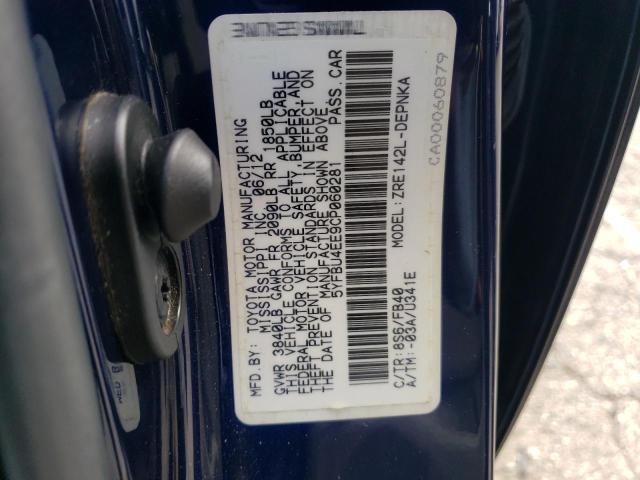 MFD.BY: TOYOTA MOTOR MANUFACTURING
MISSISSIPPI INC. 06/12
GVWR 3840LB GAWR FR 2090LB RR 1850LB
THIS VEHICLE CONFORMS TO ALL APPLICABLE
FEDERAL MOTOR VEHICLE SAFETY, BUMPER, AND
THEFT PREVENTION STANDARDS IN EFFECT ON
THE DATE OF MANUFACTURE SHOWN ABOVE.
5YFBU4EE9CP060281 PASS. CAR
C/TR: 8S6/FB40 MODEL: ZRE142L-DEPNKA
A/TM: -03A/U341E
CA00060879